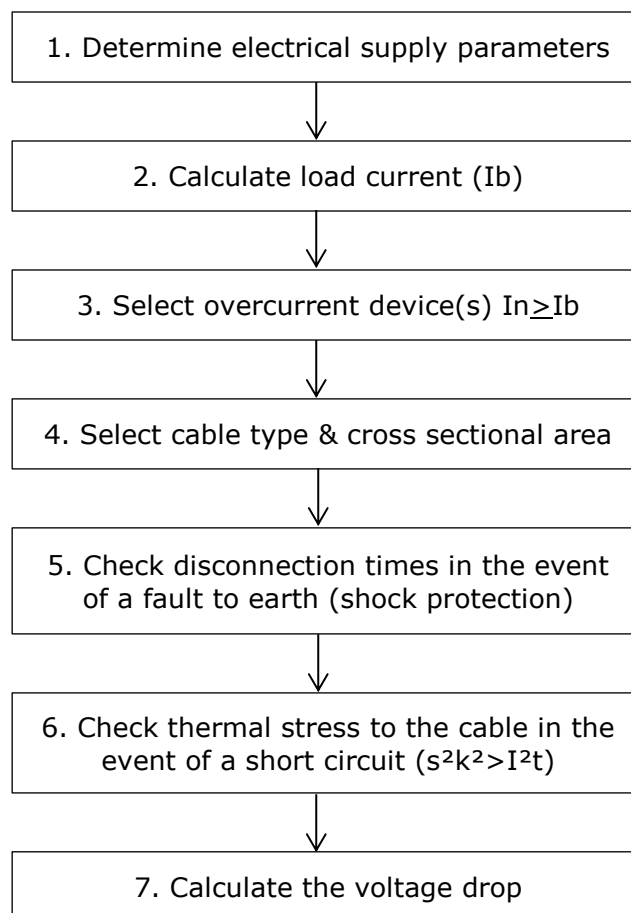 1. Determine electrical supply parameters
2. Calculate load current (Ib)
3. Select overcurrent device(s) In≥Ib
4. Select cable type & cross sectional area
5. Check disconnection times in the event
of a fault to earth (shock protection)
6. Check thermal stress to the cable in the
event of a short circuit (s²k²>I²t)
7. Calculate the voltage drop